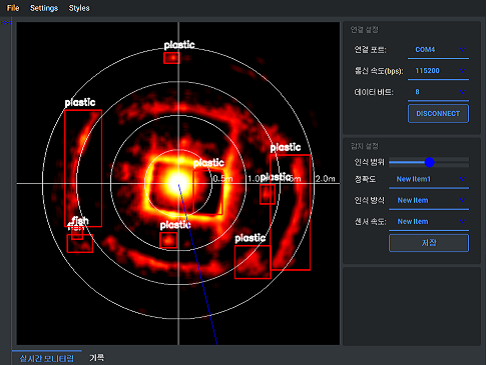 File Settings Styles
연결 설정
plastic
연결 포트: COM4
통신 속도(bps): 115200
데이터 비트: 8
plastic
DISCONNECT
감지 설정
plastic
인식 범위
plastic
0.5m 1.0m 1.5m 2.0m
정확도 New Item1
plastic
인식 방식 New Item
fish
fish
plastic
센서 속도: New Item
plastic
저장
실시간 모니터링 기록